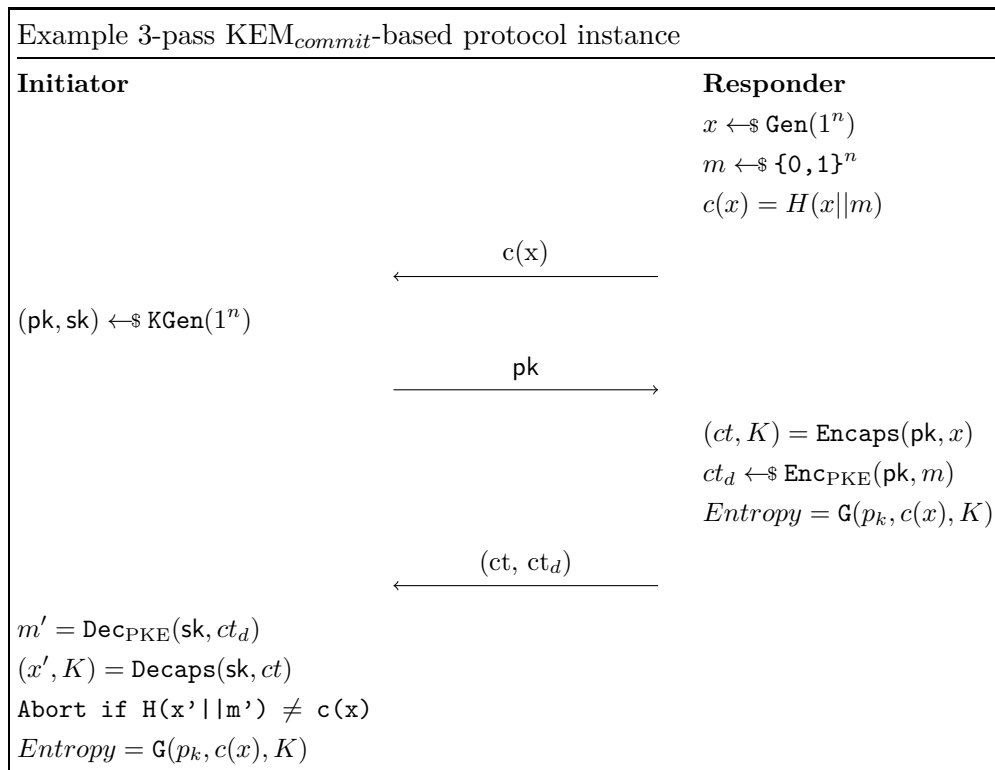 Example 3-pass KEM_commit-based protocol instance
Initiator Responder
x ←$ Gen(1^n)
m ←$ {0,1}^n
c(x) = H(x||m)
c(x)
(pk, sk) ←$ KGen(1^n)
pk
(ct, K) = Encaps(pk, x)
ct_d ←$ Enc_PKE(pk, m)
Entropy = G(p_k, c(x), K)
(ct, ct_d)
m′ = Dec_PKE(sk, ct_d)
(x′, K) = Decaps(sk, ct)
Abort if H(x'||m') ≠ c(x)
Entropy = G(p_k, c(x), K)